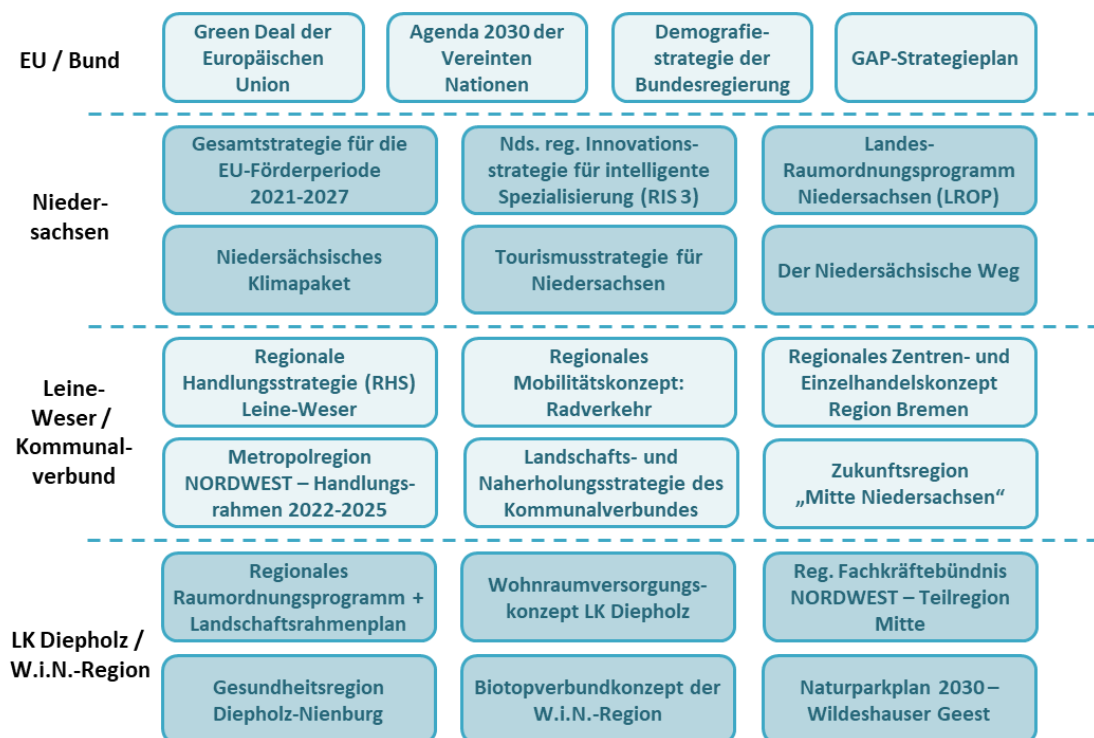 EU / Bund
Green Deal der
Europäischen
Union
Agenda 2030 der
Vereinten
Nationen
Demografie-
strategie der
Bundesregierung
GAP-Strategieplan
Nieder-
sachsen
Gesamtstrategie für die
EU-Förderperiode
2021-2027
Nds. reg. Innovations-
strategie für intelligente
Spezialisierung (RIS 3)
Landes-
Raumordnungsprogramm
Niedersachsen (LROP)
Niedersächsisches
Klimapaket
Tourismusstrategie für
Niedersachsen
Der Niedersächsische Weg
Leine-
Weser /
Kommunal-
verbund
Regionale
Handlungsstrategie (RHS)
Leine-Weser
Regionales
Mobilitätskonzept:
Radverkehr
Regionales Zentren- und
Einzelhandelskonzept
Region Bremen
Metropolregion
NORDWEST – Handlungs-
rahmen 2022-2025
Landschafts- und
Naherholungsstrategie des
Kommunalverbundes
Zukunftsregion
„Mitte Niedersachsen“
LK Diepholz /
W.i.N.-Region
Regionales
Raumordnungsprogramm +
Landschaftsrahmenplan
Wohnraumversorgungs-
konzept LK Diepholz
Reg. Fachkräftebündnis
NORDWEST – Teilregion
Mitte
Gesundheitsregion
Diepholz-Nienburg
Biotopverbundkonzept der
W.i.N.-Region
Naturparkplan 2030 –
Wildeshauser Geest